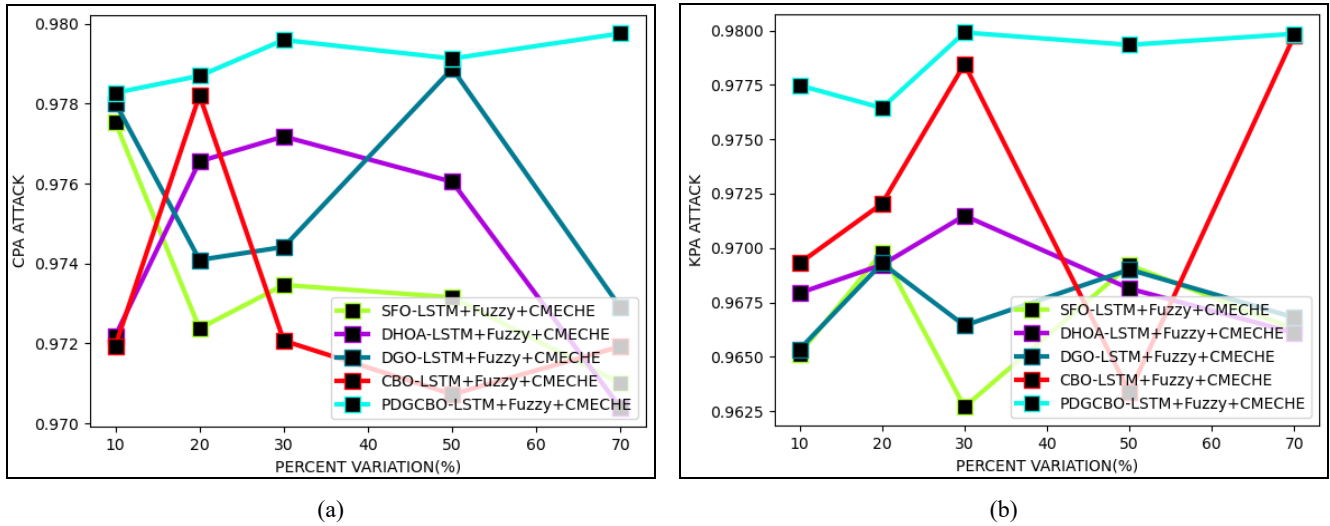 0.980
0.978
0.976
0.974
0.972
0.970
CPA ATTACK
10
20
30
40
50
60
70
PERCENT VARIATION(%)
SFO-LSTM+Fuzzy+CMECHE
DHOA-LSTM+Fuzzy+CMECHE
DGO-LSTM+Fuzzy+CMECHE
CBO-LSTM+Fuzzy+CMECHE
PDGCBO-LSTM+Fuzzy+CMECHE
(a)
0.9800
0.9775
0.9750
0.9725
0.9700
0.9675
0.9650
0.9625
KPA ATTACK
10
20
30
40
50
60
70
PERCENT VARIATION(%)
SFO-LSTM+Fuzzy+CMECHE
DHOA-LSTM+Fuzzy+CMECHE
DGO-LSTM+Fuzzy+CMECHE
CBO-LSTM+Fuzzy+CMECHE
PDGCBO-LSTM+Fuzzy+CMECHE
(b)